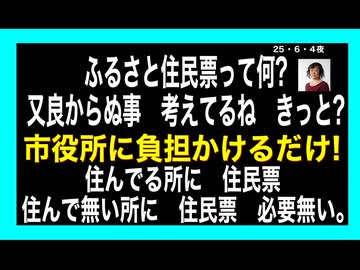 25・6・4夜
ふるさと住民票って何?
又良からぬ事　考えてるね　きっと?
市役所に負担かけるだけ!
住んでる所に　住民票
住んで無い所に　住民票　必要無い。